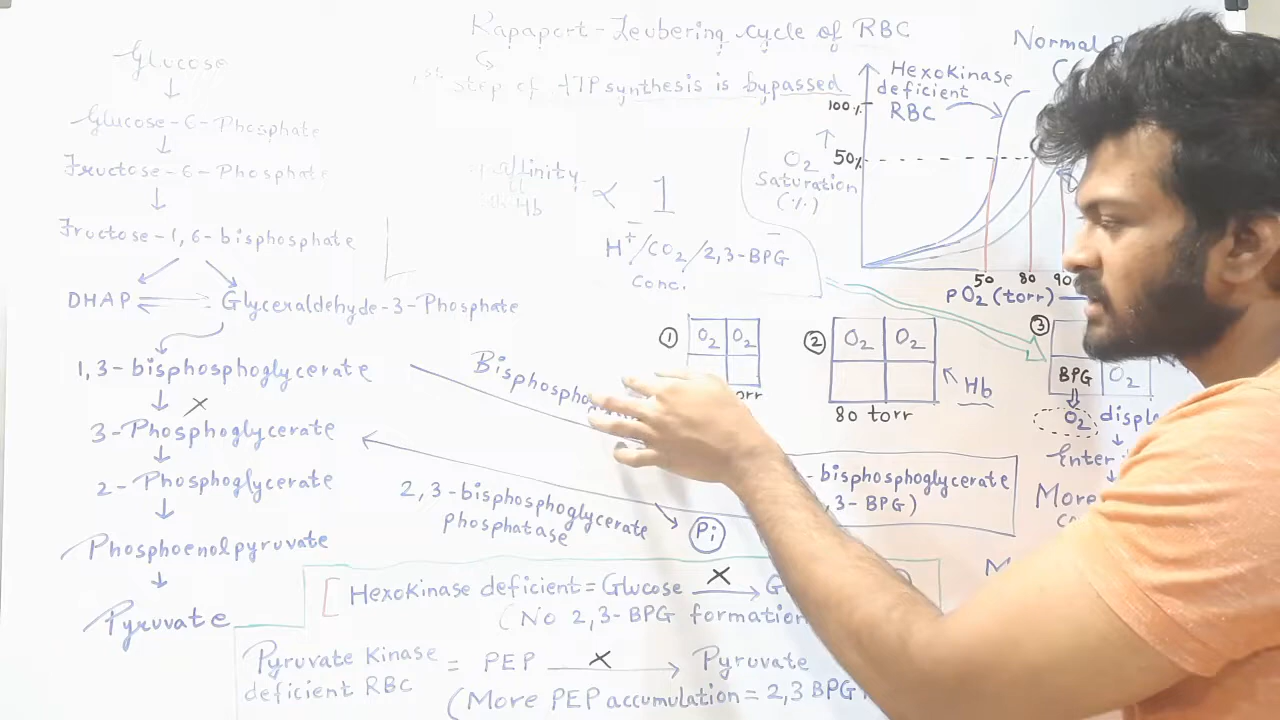 Rapaport-Leubering cycle of RBC
1st step of ATP synthesis is bypassed
Glucose
↓
Glucose-6-Phosphate
↓
Fructose-6-Phosphate
↓
Fructose-1,6-bisphosphate
DHAP
Glyceraldehyde-3-Phosphate
1,3-bisphosphoglycerate
↓ X
3-Phosphoglycerate
↓
2-Phosphoglycerate
↓
Phosphoenolpyruvate
↓
Pyruvate
affinity
Hb
∝ 1
H+/CO2/2,3-BPG
Conc.
Normal
Hexokinase
deficient
RBC
100%
50%
O2
Saturation
(%)
50 80 90
pO2 (torr)
① O2 O2
torr
② O2 O2
Hb
80 torr
③
BPG O2
O2
Enter
More
2,3-bisphosphoglycerate
phosphatase
Pi
-bisphosphoglycerate
,3-BPG)
Hexokinase deficient = Glucose X→ G
(No 2,3-BPG formation
Pyruvate Kinase
deficient RBC
= PEP X→ Pyruvate
(More PEP accumulation = 2,3 BPG